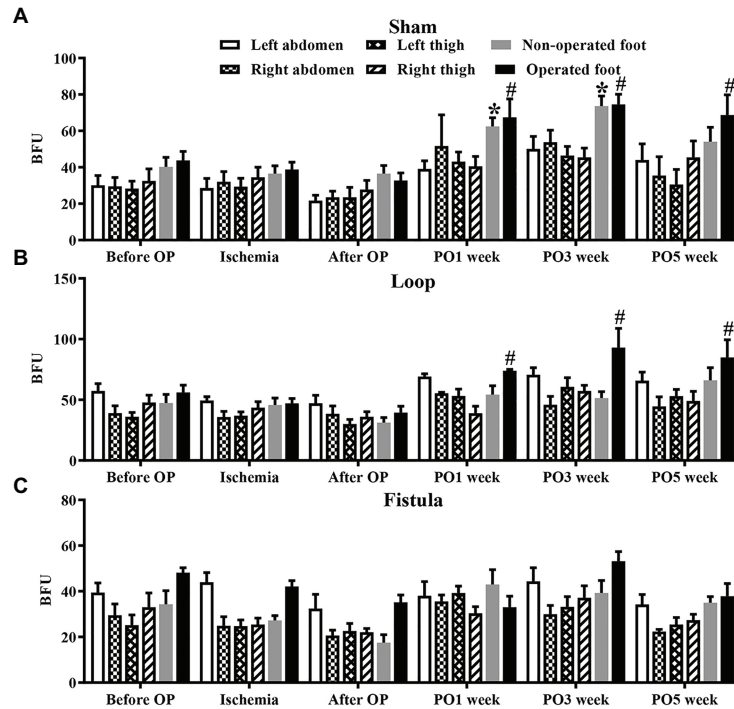 A
Sham
Left abdomen Left thigh Non-operated foot
Right abdomen Right thigh Operated foot
BFU
100
80
60
40
20
0
* # * # #
Before OP Ischemia After OP PO1 week PO3 week PO5 week
B
Loop
BFU
150
100
50
0
# # #
Before OP Ischemia After OP PO1 week PO3 week PO5 week
C
Fistula
BFU
80
60
40
20
0
Before OP Ischemia After OP PO1 week PO3 week PO5 week